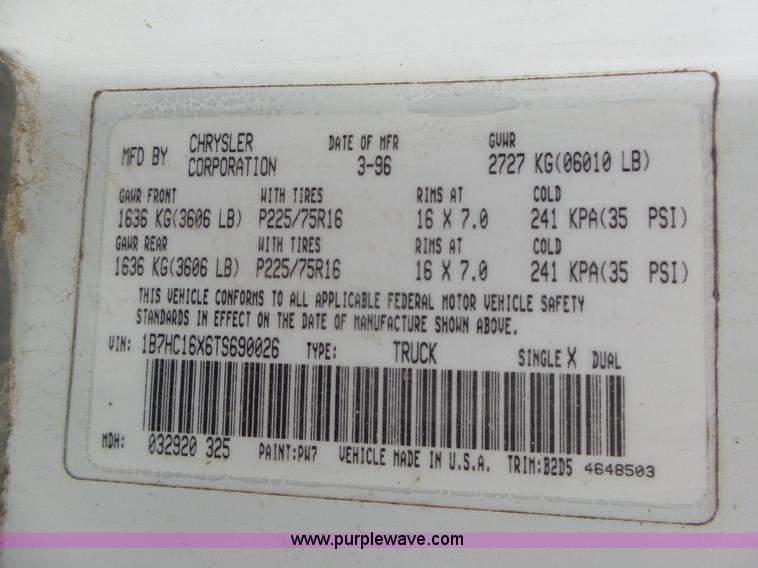 MFD BY CHRYSLER CORPORATION DATE OF MFR 3-96 GVWR 2727 KG(06010 LB)
GAWR FRONT WITH TIRES RIMS AT COLD
1636 KG(3606 LB) P225/75R16 16 X 7.0 241 KPA(35 PSI)
GAWR REAR WITH TIRES RIMS AT COLD
1636 KG(3606 LB) P225/75R16 16 X 7.0 241 KPA(35 PSI)
THIS VEHICLE CONFORMS TO ALL APPLICABLE FEDERAL MOTOR VEHICLE SAFETY
STANDARDS IN EFFECT ON THE DATE OF MANUFACTURE SHOWN ABOVE.
VIN: 1B7HC16X6TS690026 TYPE: TRUCK SINGLE X DUAL
MDH: 032920 325 PAINT:PW7 VEHICLE MADE IN U.S.A. TRIM:B2D5 4648503
www.purplewave.com